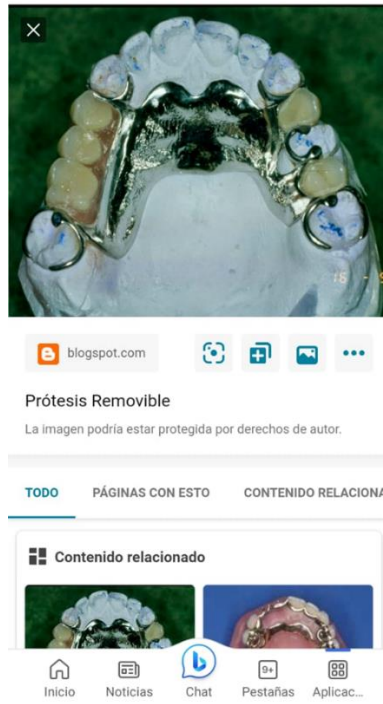 blogspot.com
Prótesis Removible
La imagen podría estar protegida por derechos de autor.
TODO PÁGINAS CON ESTO CONTENIDO RELACIONA
Contenido relacionado
9+
Inicio Noticias Chat Pestañas Aplicac...